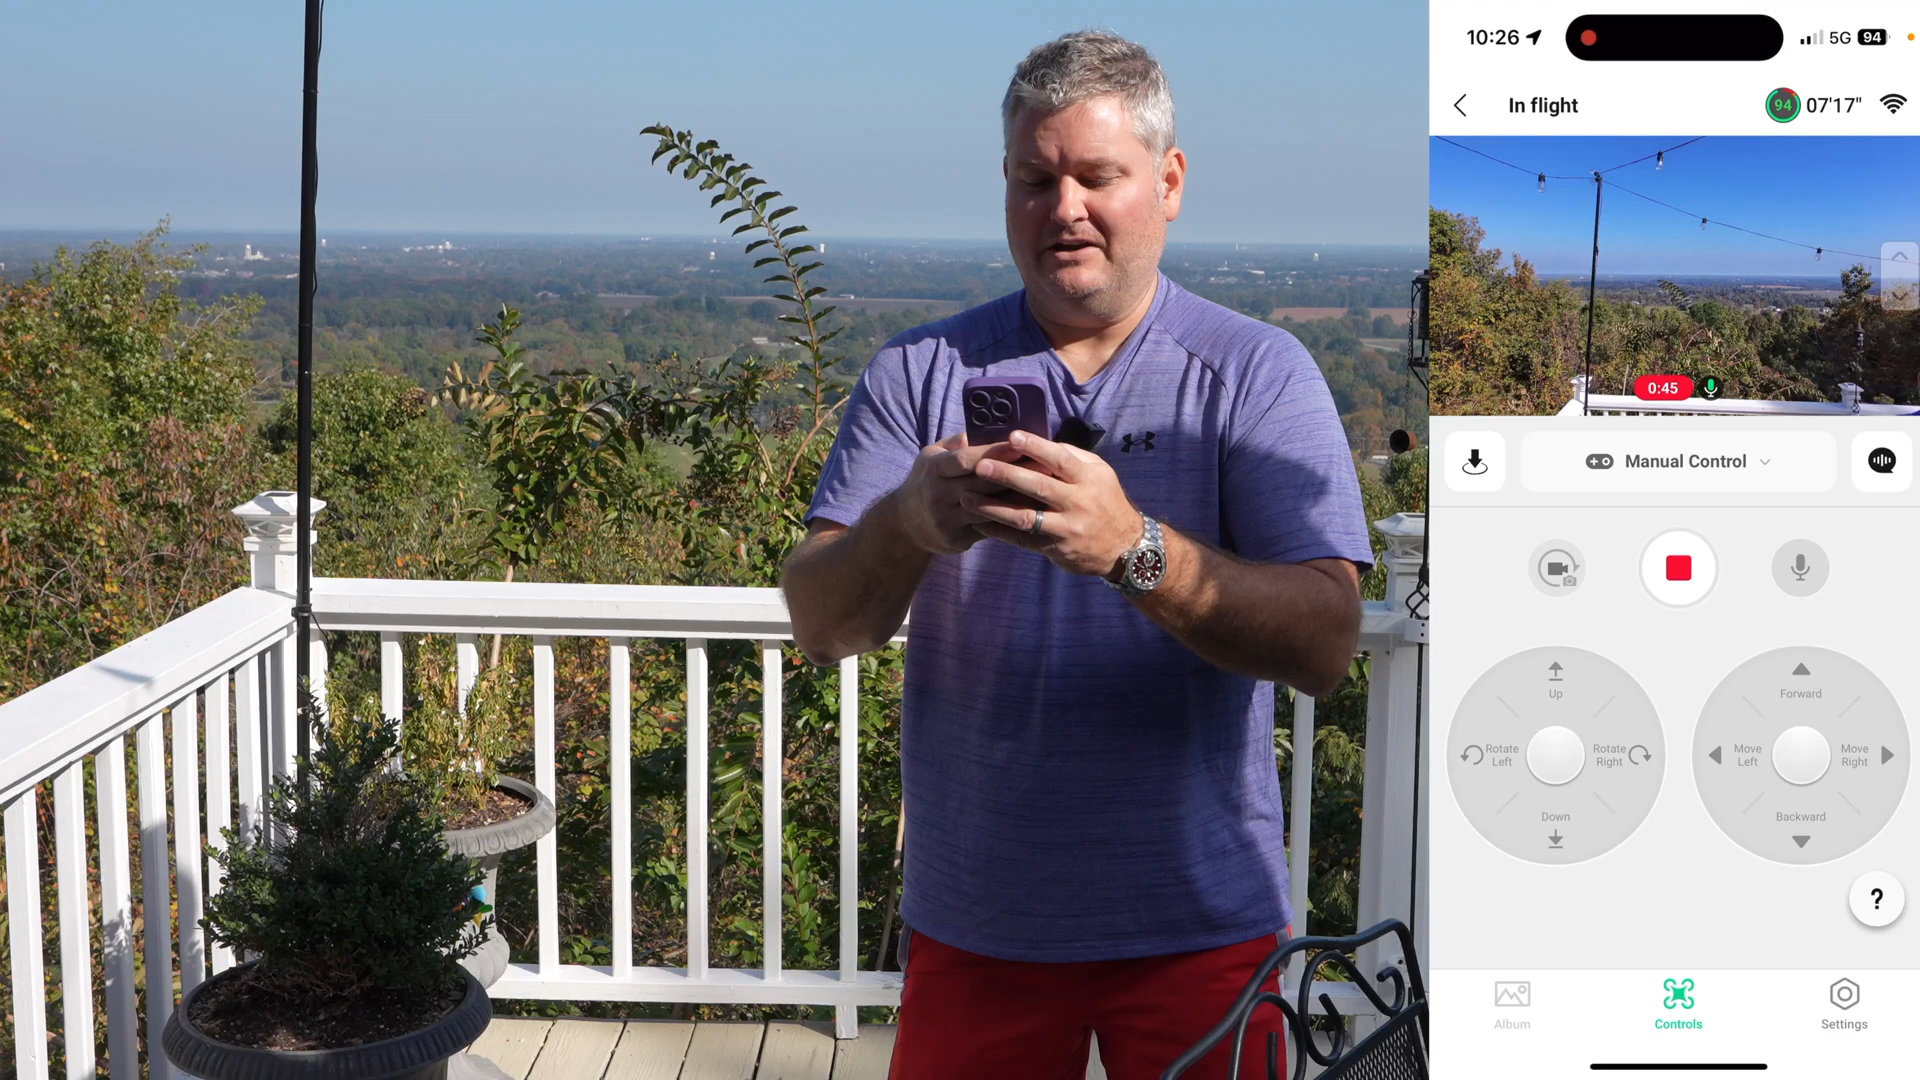 10:26
5G 94
In flight
94 07'17"
0:45
Manual Control
Up
Rotate Left
Rotate Right
Down
Forward
Move Left
Move Right
Backward
?
Album
Controls
Settings